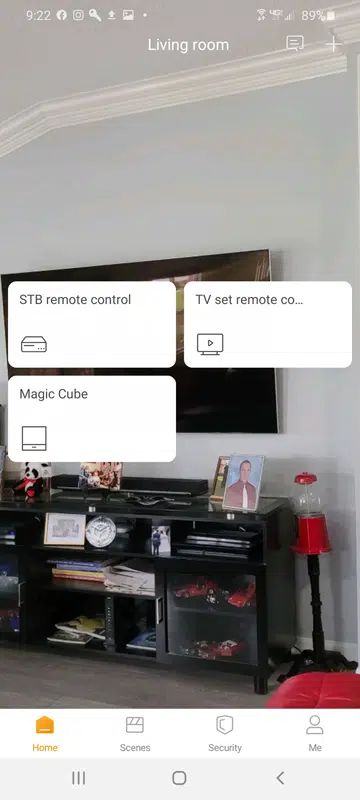 9:22
89%
Living room
STB remote control
TV set remote co...
Magic Cube
Home
Scenes
Security
Me